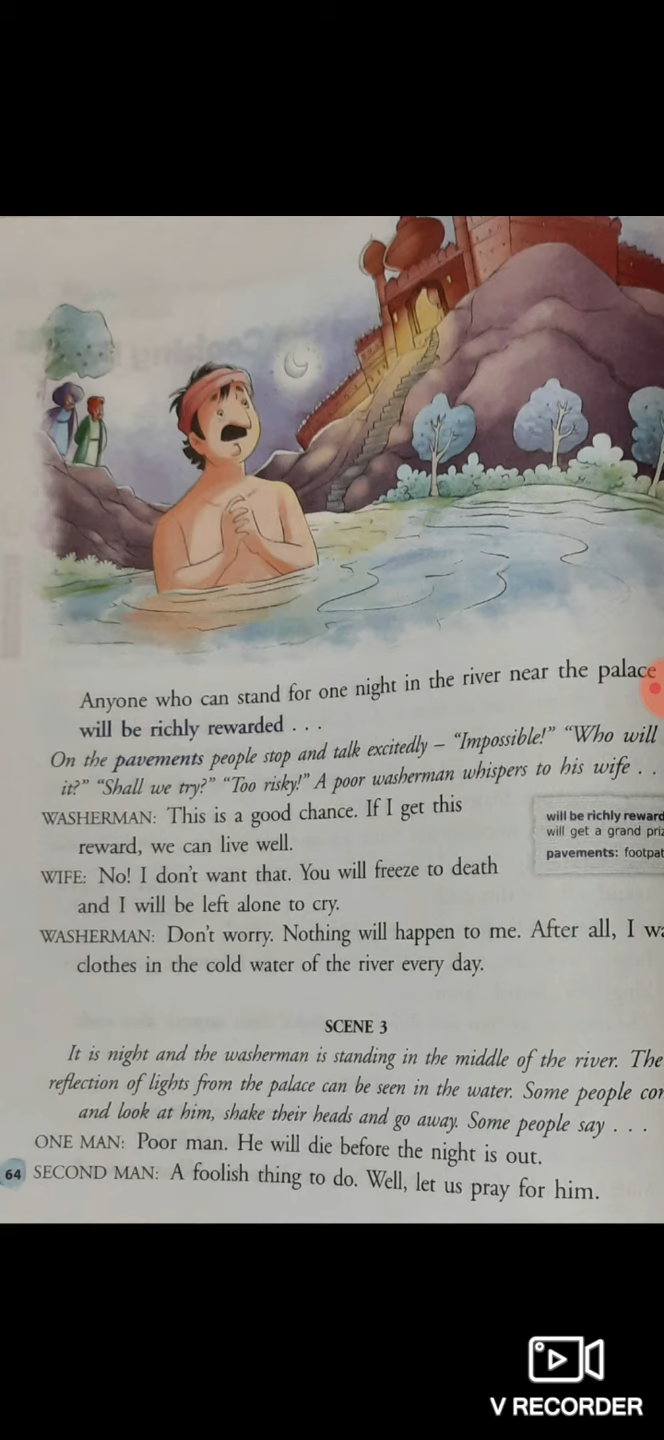 Anyone who can stand for one night in the river near the palace
will be richly rewarded . . .
On the pavements people stop and talk excitedly – “Impossible!” “Who will
it?” “Shall we try?” “Too risky!” A poor washerman whispers to his wife . .
WASHERMAN: This is a good chance. If I get this
reward, we can live well.
will be richly reward
will get a grand priz
pavements: footpat
WIFE: No! I don't want that. You will freeze to death
and I will be left alone to cry.
WASHERMAN: Don't worry. Nothing will happen to me. After all, I wa
clothes in the cold water of the river every day.
SCENE 3
It is night and the washerman is standing in the middle of the river. The
reflection of lights from the palace can be seen in the water. Some people com
and look at him, shake their heads and go away. Some people say . . .
ONE MAN: Poor man. He will die before the night is out.
64 SECOND MAN: A foolish thing to do. Well, let us pray for him.
V RECORDER